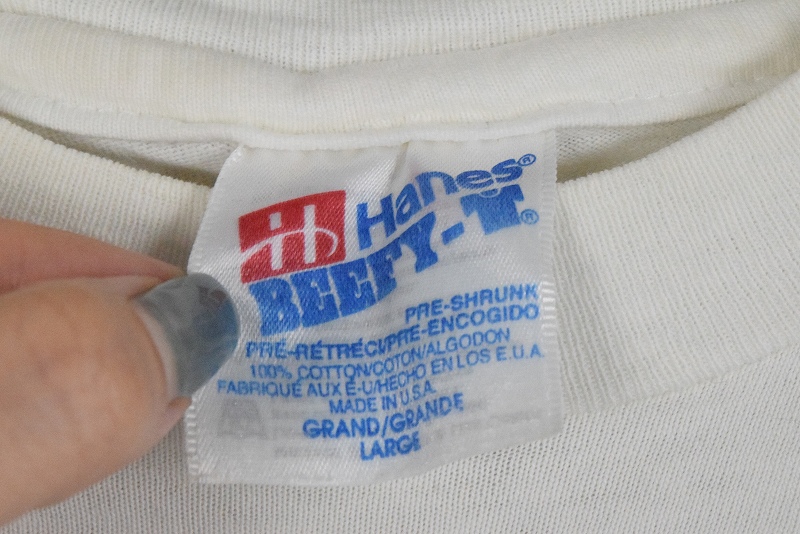 Hanes®
BEEFY-T®
PRE-SHRUNK
PRÉ-RÉTRÉCI/PRE-ENCOGIDO
100% COTTON/COTON/ALGODON
FABRIQUÉ AUX É-U/HECHO EN LOS E.U.A.
MADE IN U.S.A.
GRAND/GRANDE
LARGE